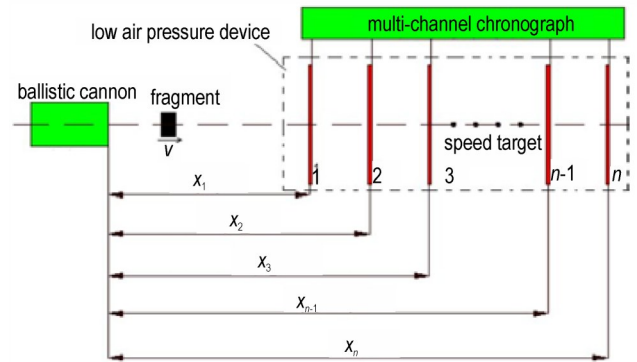 multi-channel chronograph
low air pressure device
ballistic cannon
fragment
v
speed target
1 2 3 n-1 n
x₁
x₂
x₃
xₙ₋₁
xₙ